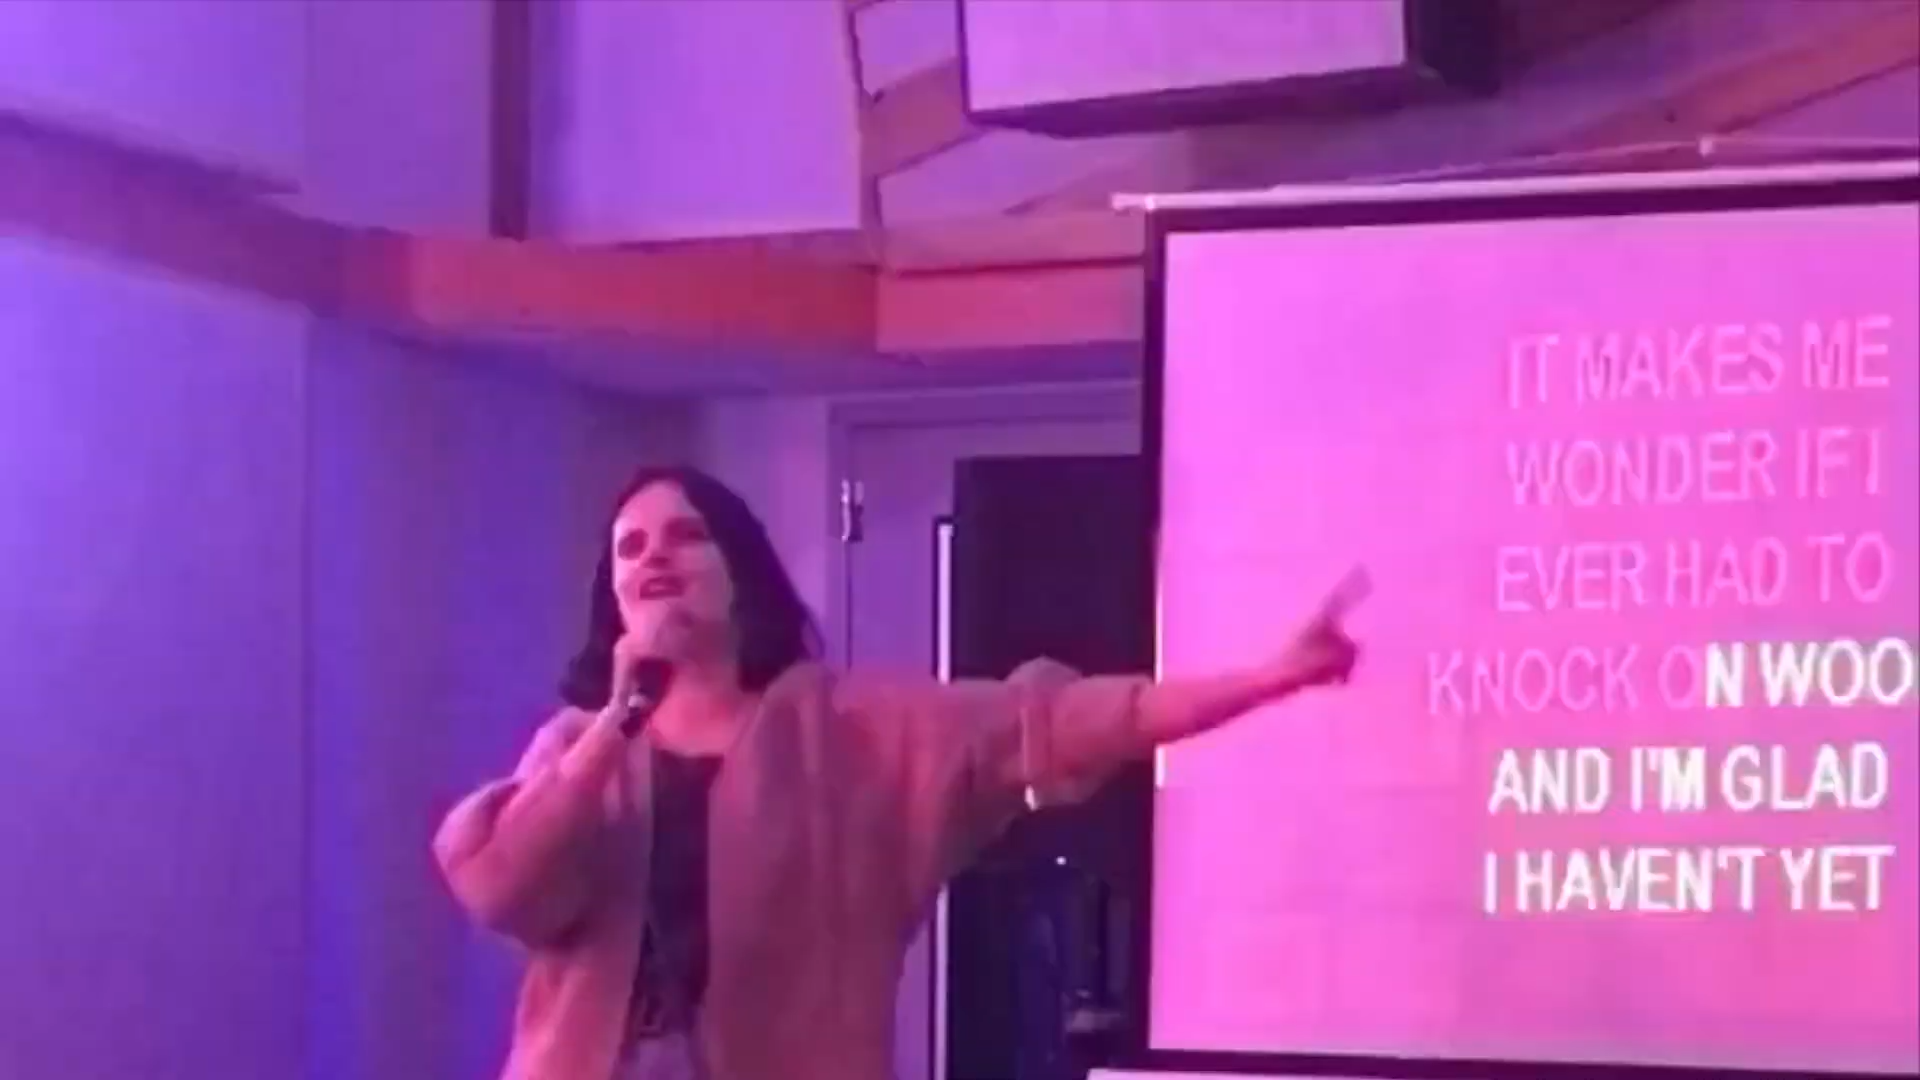 IT MAKES ME
WONDER IF I
EVER HAD TO
KNOCK ON WOO
AND I'M GLAD
I HAVEN'T YET